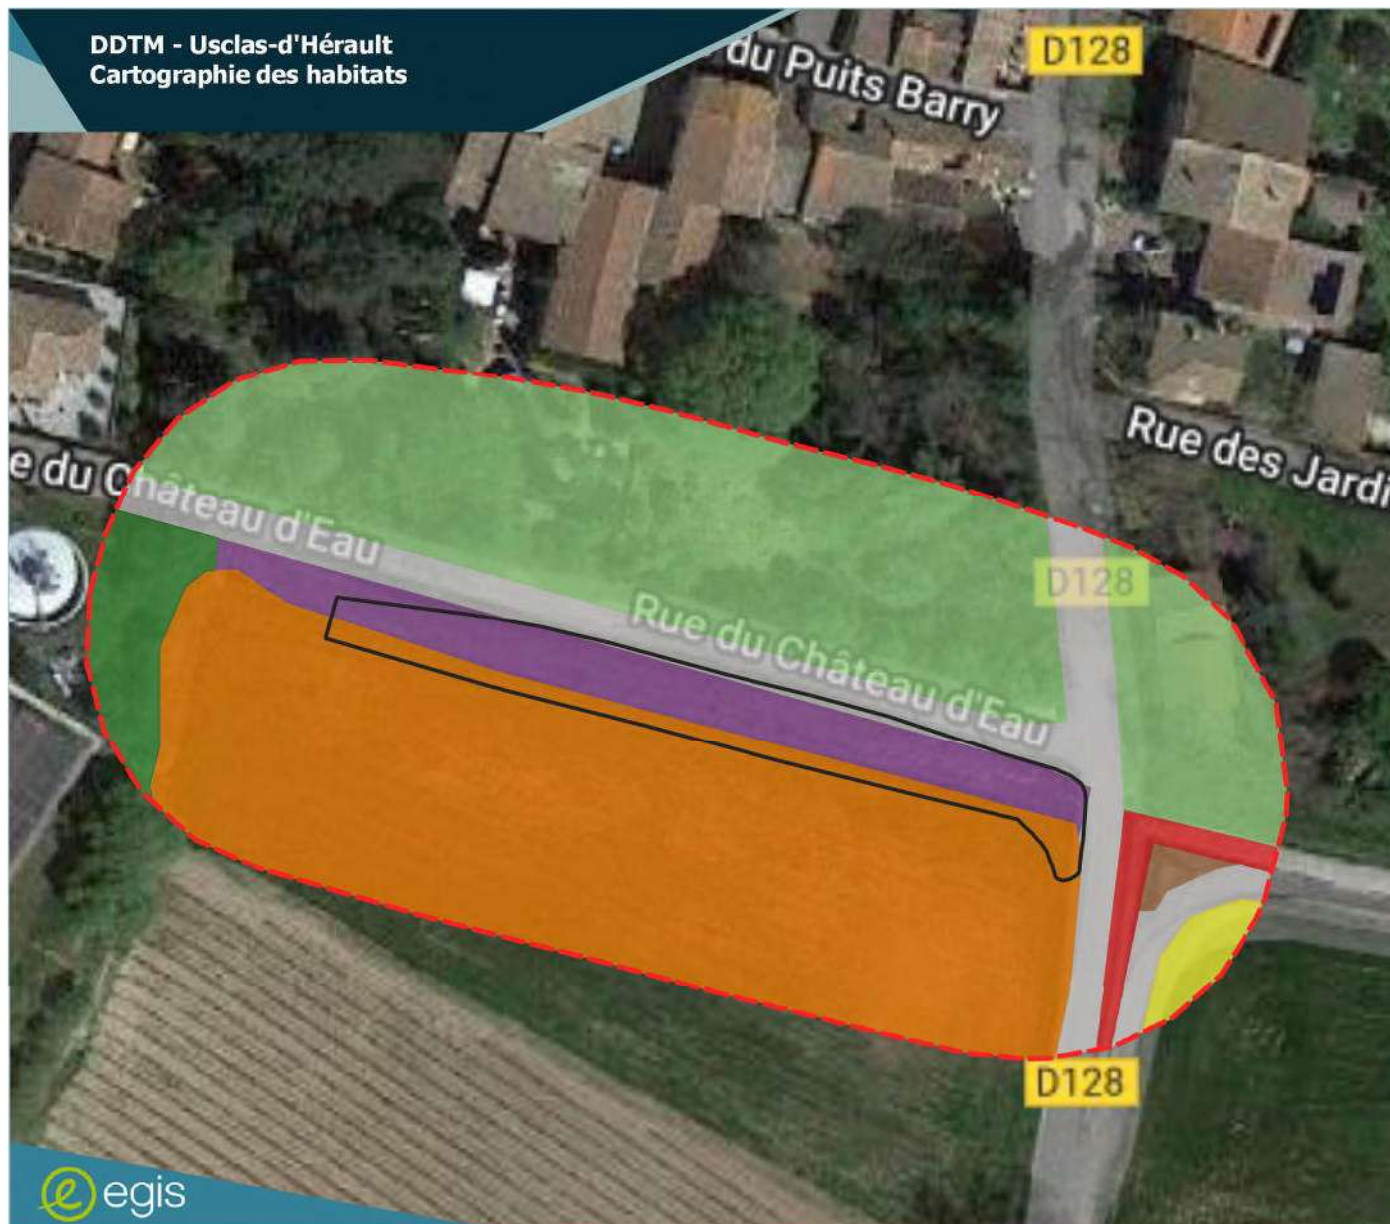 DDTM - Usclas-d'Hérault
Cartographie des habitats
D128
du Puits Barry
Rue des Jardi
e du Château d'Eau
D128
Rue du Château d'Eau
D128
egis